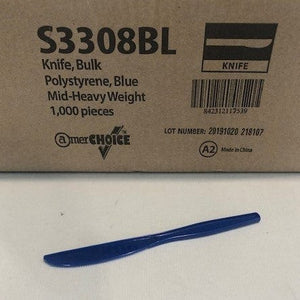 S3308BL
KNIFE
Knife, Bulk
Polystyrene, Blue
Mid-Heavy Weight
1,000 pieces
842312117539
LOT NUMBER: 20191020 218107
amerCHOICE
A2
Made in China